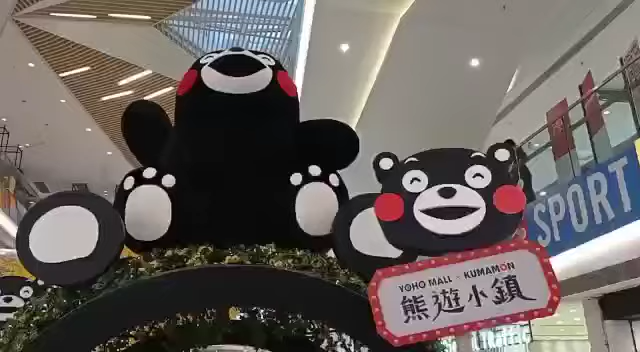 SPORT
YOHO MALL × KUMAMON
熊遊小鎮